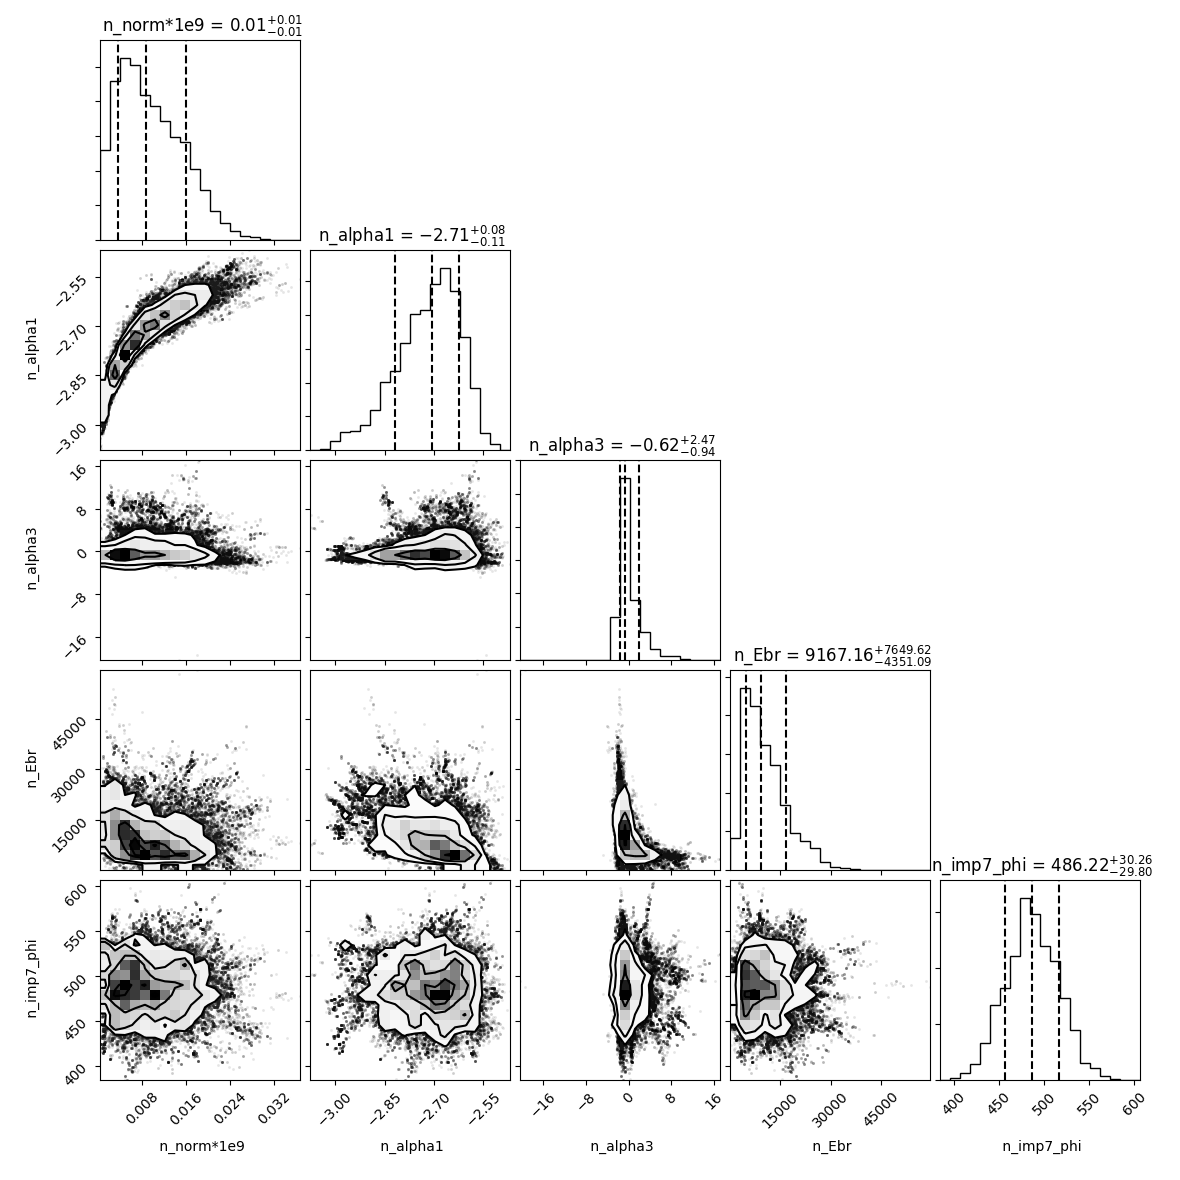 n_norm*1e9 = 0.01+0.01−0.01
n_alpha1 = −2.71+0.08−0.11
−2.55
−2.70
−2.85
−3.00
n_alpha1
n_alpha3 = −0.62+2.47−0.94
16
8
0
−8
−16
n_alpha3
n_Ebr = 9167.16+7649.62−4351.09
45000
30000
15000
n_Ebr
n_imp7_phi = 486.22+30.26−29.80
600
550
500
450
400
n_imp7_phi
0.008 0.016 0.024 0.032 −3.00 −2.85 −2.70 −2.55 −16 −8 0 8 16 15000 30000 45000 400 450 500 550 600
n_norm*1e9 n_alpha1 n_alpha3 n_Ebr n_imp7_phi